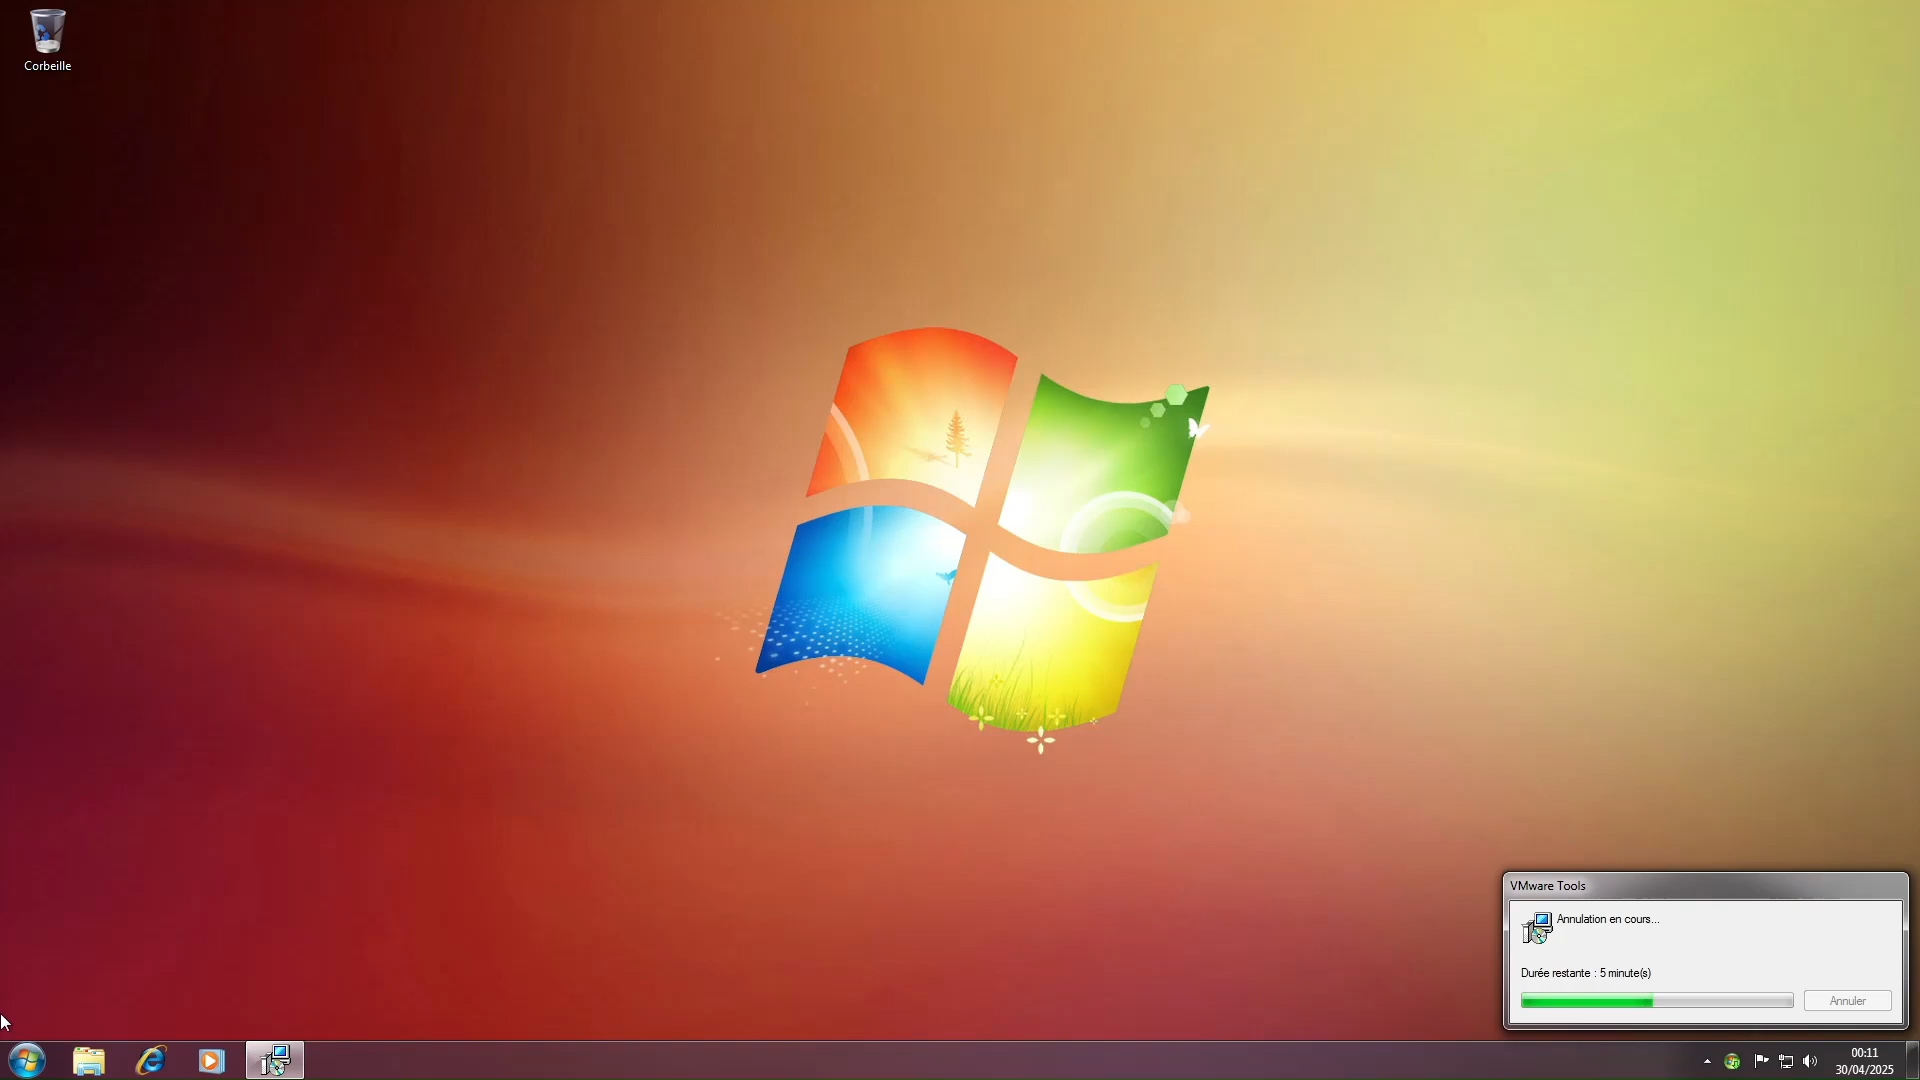 Corbeille
VMware Tools
Annulation en cours...
Durée restante : 5 minute(s)
Annuler
00:11
30/04/2025